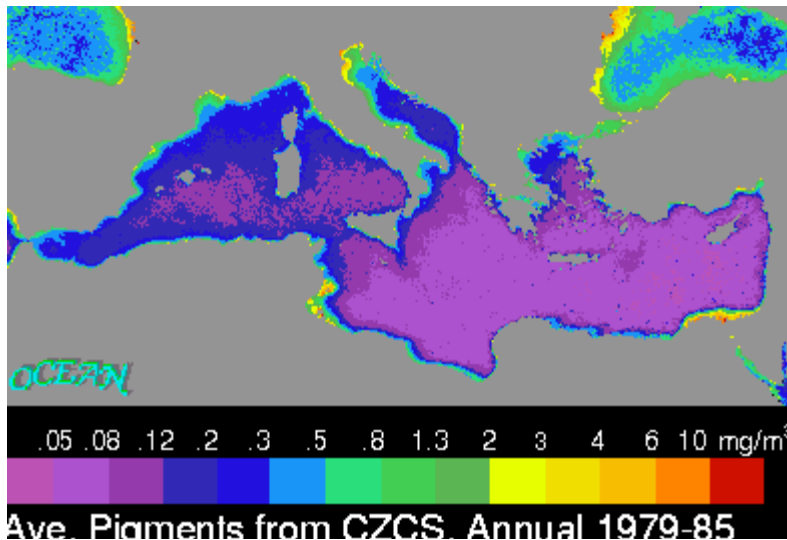 OCEAN
.05 .08 .12 .2 .3 .5 .8 1.3 2 3 4 6 10 mg/m³
Ave. Pigments from CZCS, Annual 1979-85